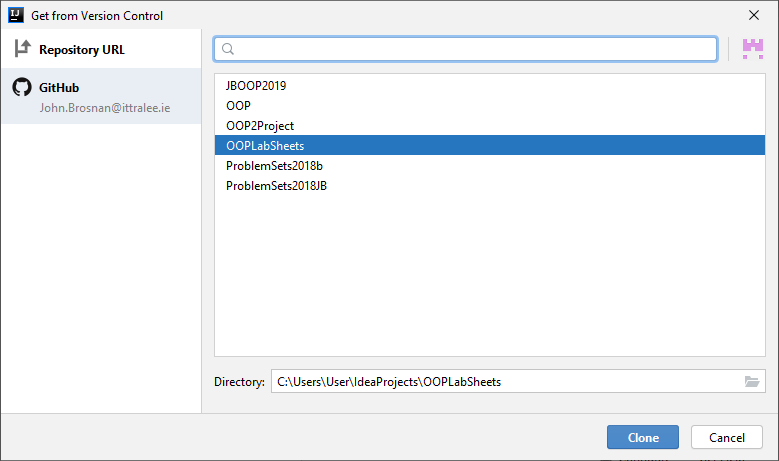 IJ
Get from Version Control
Repository URL
GitHub
John.Brosnan@ittralee.ie
JBOOP2019
OOP
OOP2Project
OOPLabSheets
ProblemSets2018b
ProblemSets2018JB
Directory: C:\Users\User\IdeaProjects\OOPLabSheets
Clone Cancel